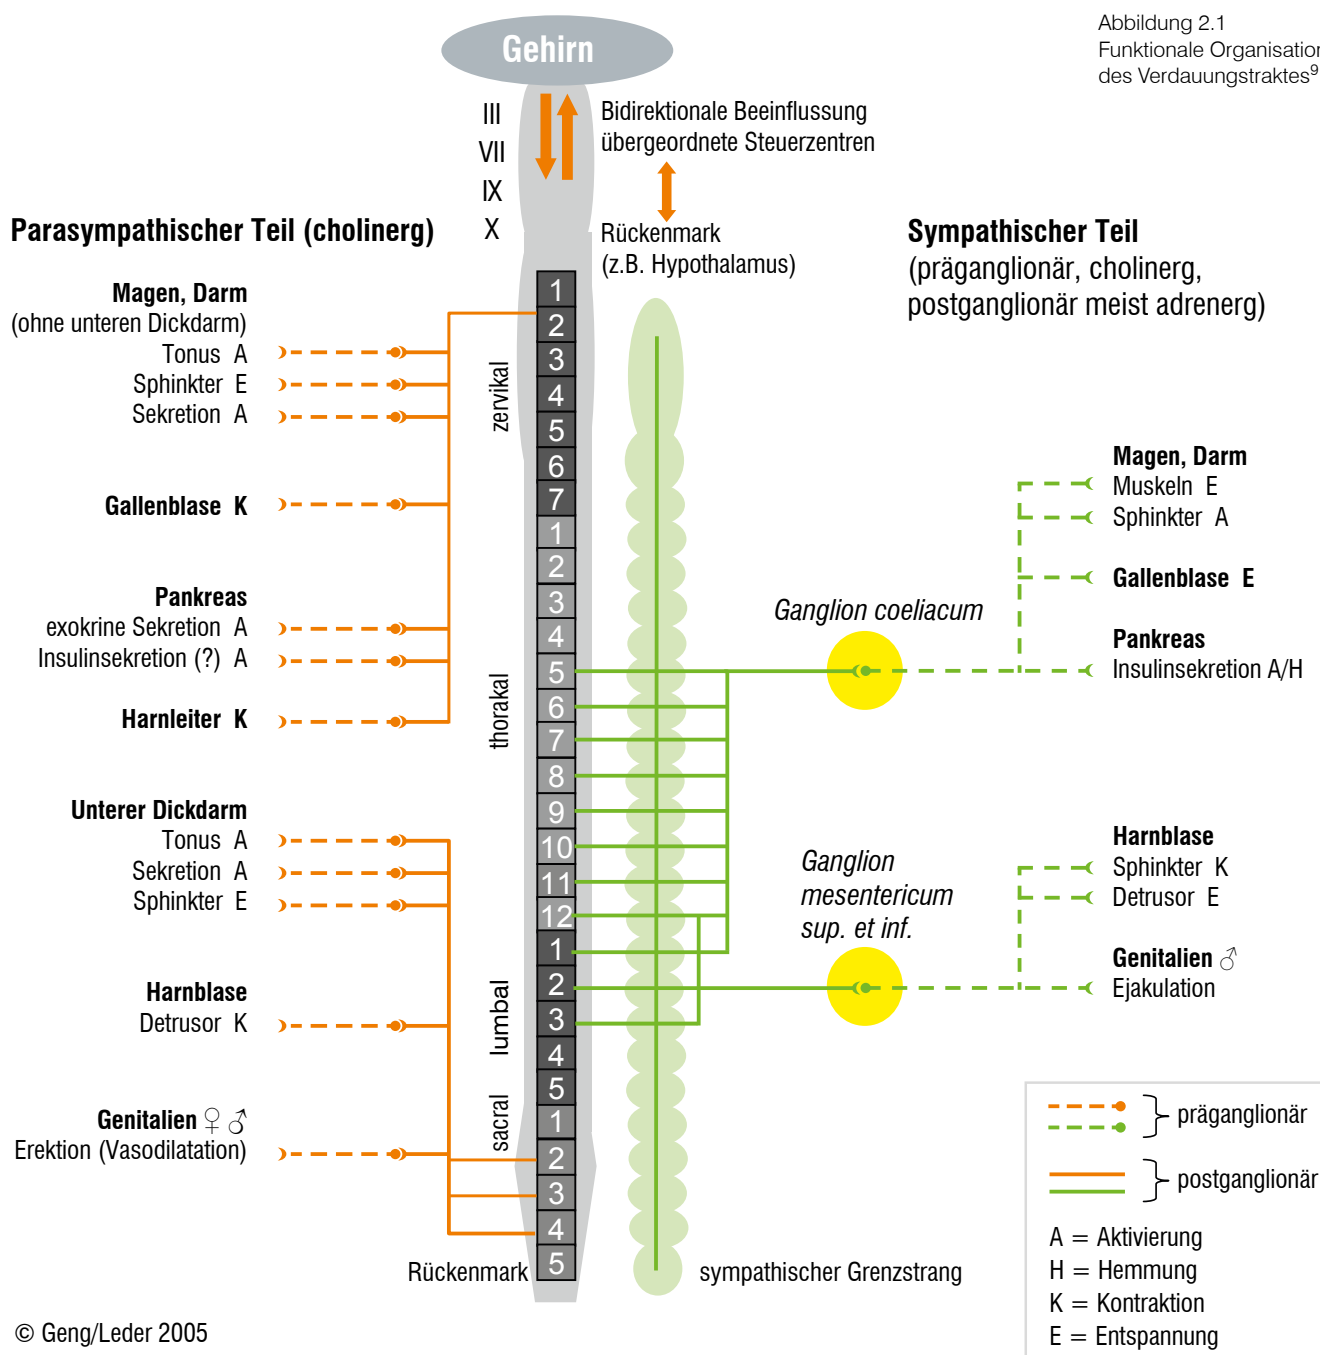 Abbildung 2.1
Funktionale Organisation
des Verdauungstraktes9
Gehirn
III
VII
IX
X
Bidirektionale Beeinflussung
übergeordnete Steuerzentren
Rückenmark
(z.B. Hypothalamus)
Parasympathischer Teil (cholinerg)
Magen, Darm
(ohne unteren Dickdarm)
Tonus A
Sphinkter E
Sekretion A
Gallenblase K
Pankreas
exokrine Sekretion A
Insulinsekretion (?) A
Harnleiter K
Unterer Dickdarm
Tonus A
Sekretion A
Sphinkter E
Harnblase
Detrusor K
Genitalien ♀ ♂
Erektion (Vasodilatation)
zervikal
thorakal
lumbal
sacral
1
2
3
4
5
6
7
1
2
3
4
5
6
7
8
9
10
11
12
1
2
3
4
5
1
2
3
4
5
Rückenmark
sympathischer Grenzstrang
Sympathischer Teil
(präganglionär, cholinerg,
postganglionär meist adrenerg)
Ganglion coeliacum
Magen, Darm
Muskeln E
Sphinkter A
Gallenblase E
Pankreas
Insulinsekretion A/H
Ganglion
mesentericum
sup. et inf.
Harnblase
Sphinkter K
Detrusor E
Genitalien ♂
Ejakulation
präganglionär
postganglionär
A = Aktivierung
H = Hemmung
K = Kontraktion
E = Entspannung
© Geng/Leder 2005